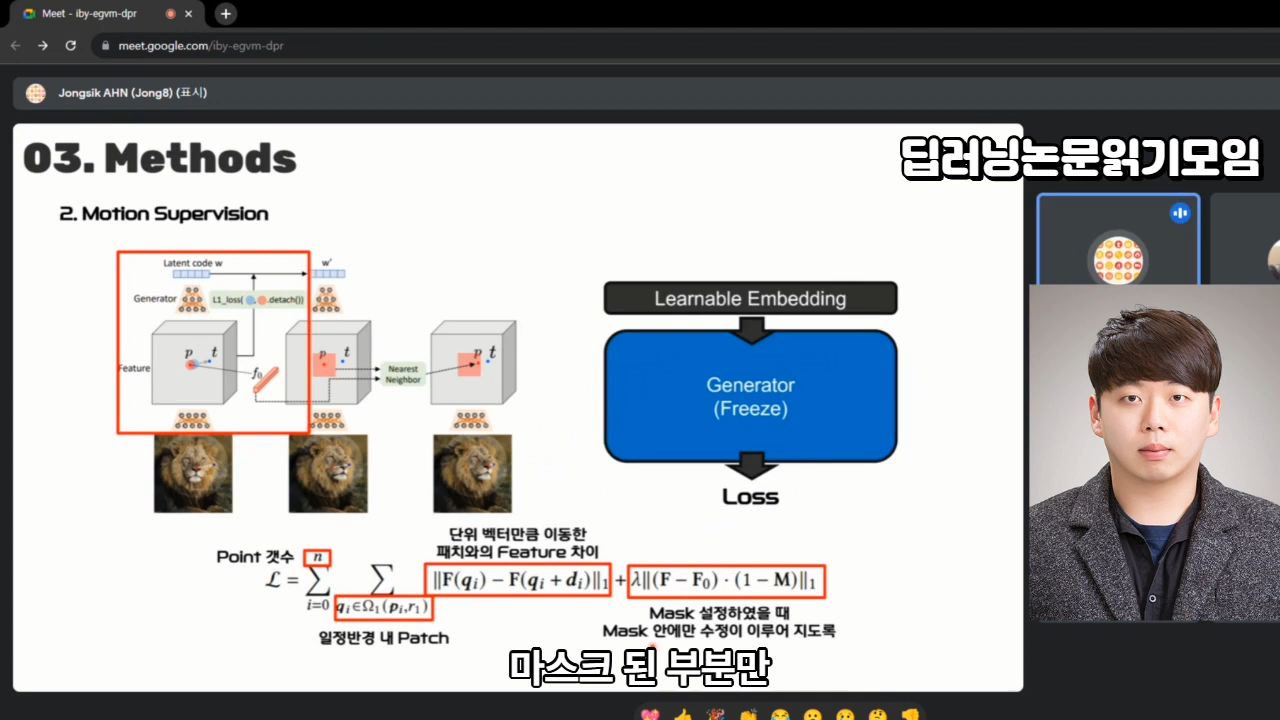 Meet - iby-egvm-dpr
meet.google.com/iby-egvm-dpr
Jongsik AHN (Jong8) (표시)
딥러닝논문읽기모임
03. Methods
2. Motion Supervision
Latent code w
w'
Generator
L1_loss( , .detach())
Feature
p t
f₀
p t
Nearest
Neighbor
p t
Learnable Embedding
Generator
(Freeze)
Loss
단위 벡터만큼 이동한
패치와의 Feature 차이
Point 갯수
ℒ = ∑ⁿᵢ₌₀ ∑_{qᵢ∈Ω₁(pᵢ,r₁)} ‖F(qᵢ) − F(qᵢ + dᵢ)‖₁ + λ‖(F − F₀) · (1 − M)‖₁
일정반경 내 Patch
Mask 설정하였을 때
Mask 안에만 수정이 이루어 지도록
마스크 된 부분만